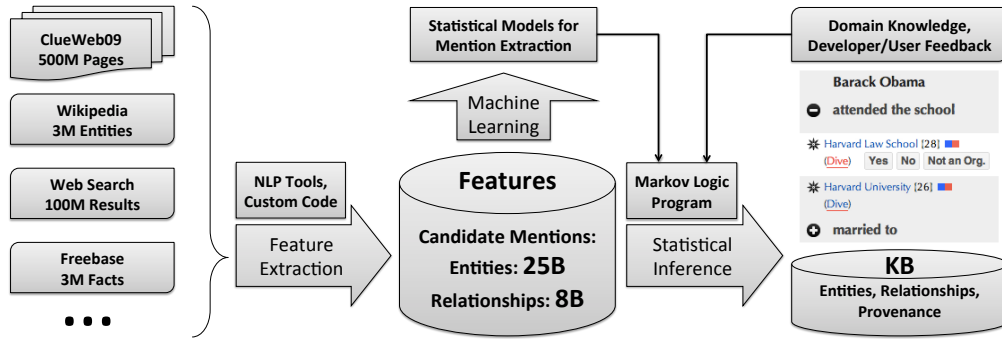 ClueWeb09
500M Pages
Wikipedia
3M Entities
Web Search
100M Results
Freebase
3M Facts
...
NLP Tools,
Custom Code
Feature
Extraction
Statistical Models for
Mention Extraction
Machine
Learning
Features
Candidate Mentions:
Entities: 25B
Relationships: 8B
Markov Logic
Program
Statistical
Inference
Domain Knowledge,
Developer/User Feedback
Barack Obama
attended the school
Harvard Law School [28]
(Dive) Yes No Not an Org.
Harvard University [26]
(Dive)
married to
KB
Entities, Relationships,
Provenance